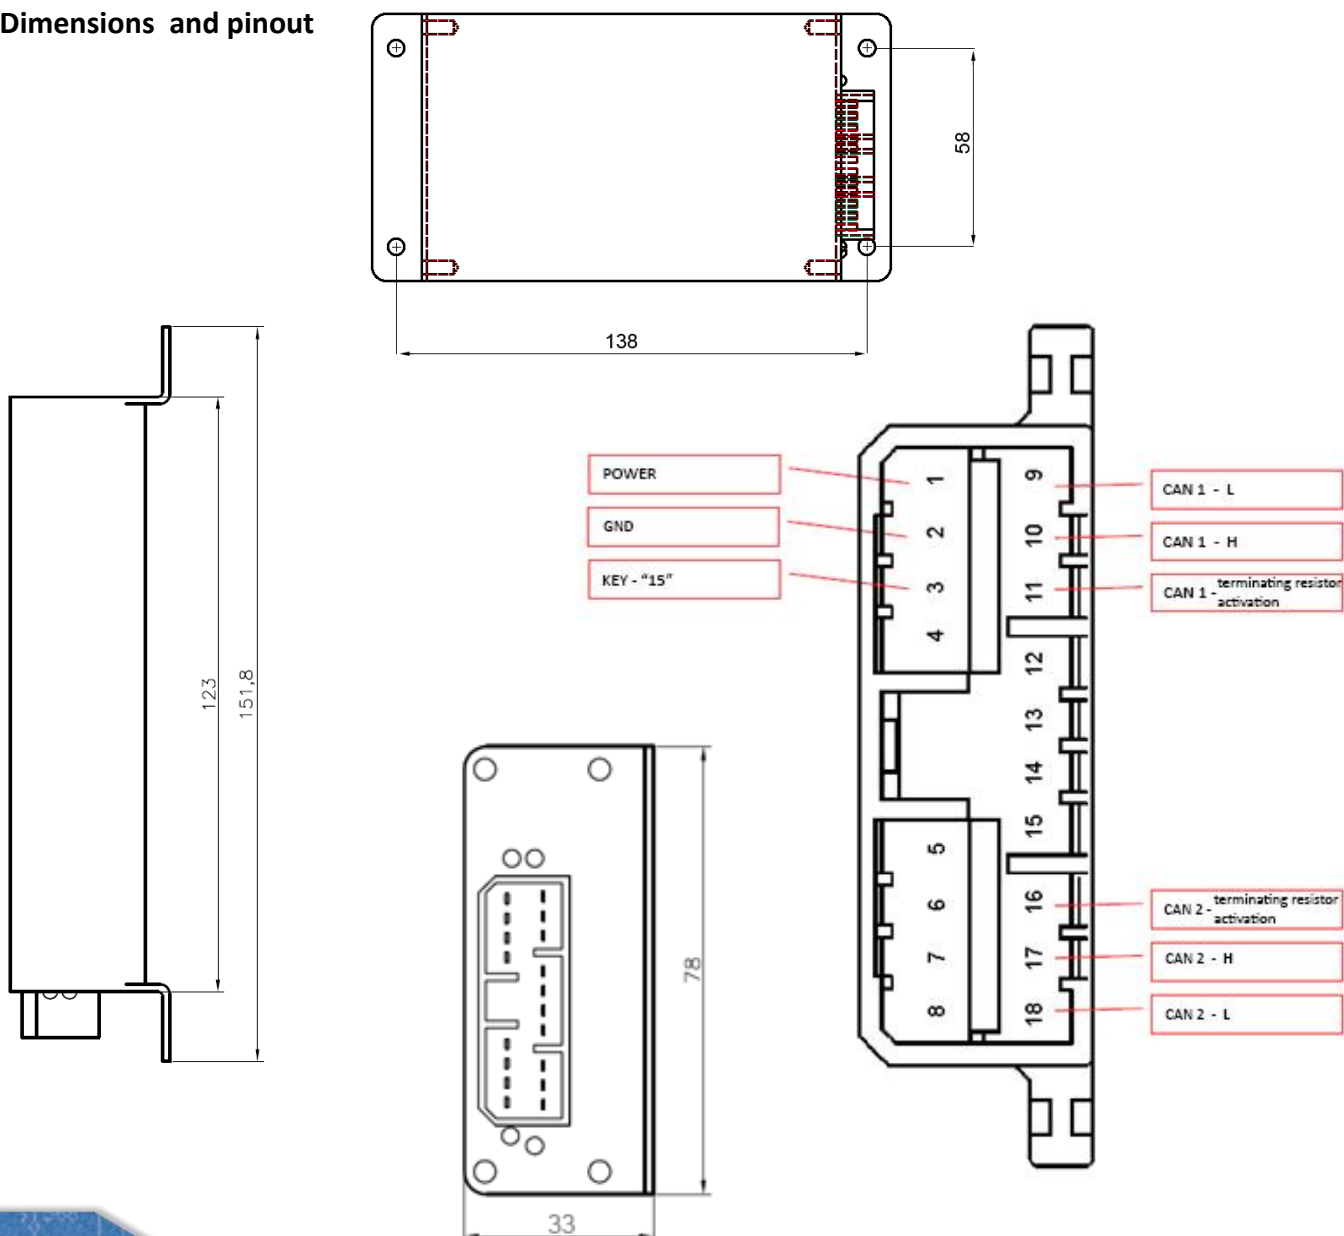 Dimensions  and pinout
58
138
123
151,8
78
33
POWER
GND
KEY - “15”
1
2
3
4
5
6
7
8
9
10
11
12
13
14
15
16
17
18
CAN 1 - L
CAN 1 - H
CAN 1 - terminating resistor
activation
CAN 2 - terminating resistor
activation
CAN 2 - H
CAN 2 - L